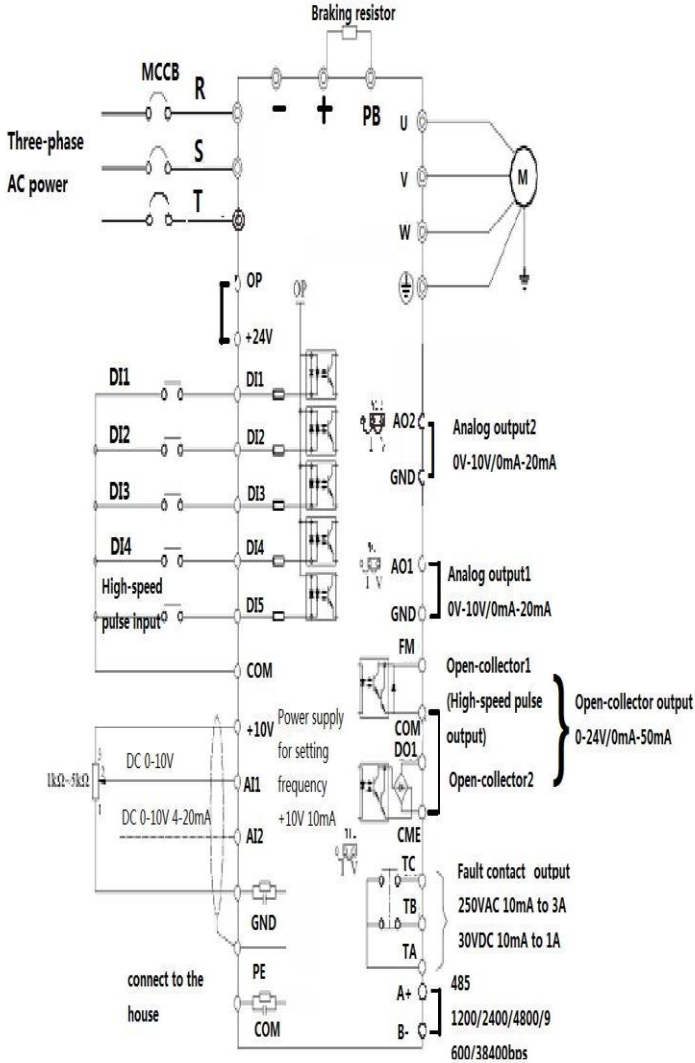 Braking resistor
MCCB
R
S
T
Three-phase
AC power
-
+
PB
U
V
W
M
OP
OP
+24V
DI1
DI1
DI2
DI2
DI3
DI3
DI4
DI4
High-speed
pulse input
DI5
COM
AO2
GND
Analog output2
0V-10V/0mA-20mA
I V
AO1
GND
Analog output1
0V-10V/0mA-20mA
FM
COM
Open-collector1
(High-speed pulse
output)
DO1
CME
Open-collector2
Open-collector output
0-24V/0mA-50mA
+10V
Power supply
for setting
frequency
+10V 10mA
1kΩ~5kΩ
DC 0-10V
AI1
DC 0-10V 4-20mA
AI2
GND
PE
connect to the
house
COM
TC
TB
TA
Fault contact output
250VAC 10mA to 3A
30VDC 10mA to 1A
A+
B-
485
1200/2400/4800/9
600/38400bps